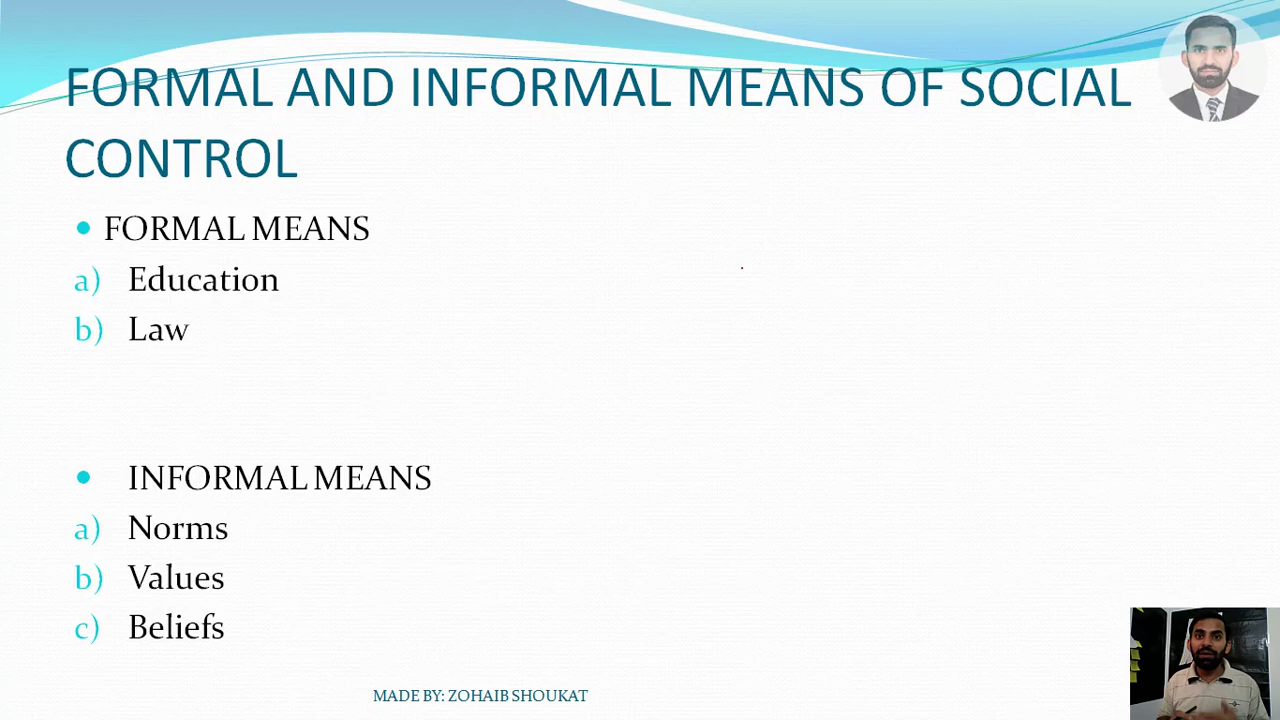 FORMAL AND INFORMAL MEANS OF SOCIAL
CONTROL
• FORMAL MEANS
a) Education
b) Law
• INFORMAL MEANS
a) Norms
b) Values
c) Beliefs
MADE BY: ZOHAIB SHOUKAT